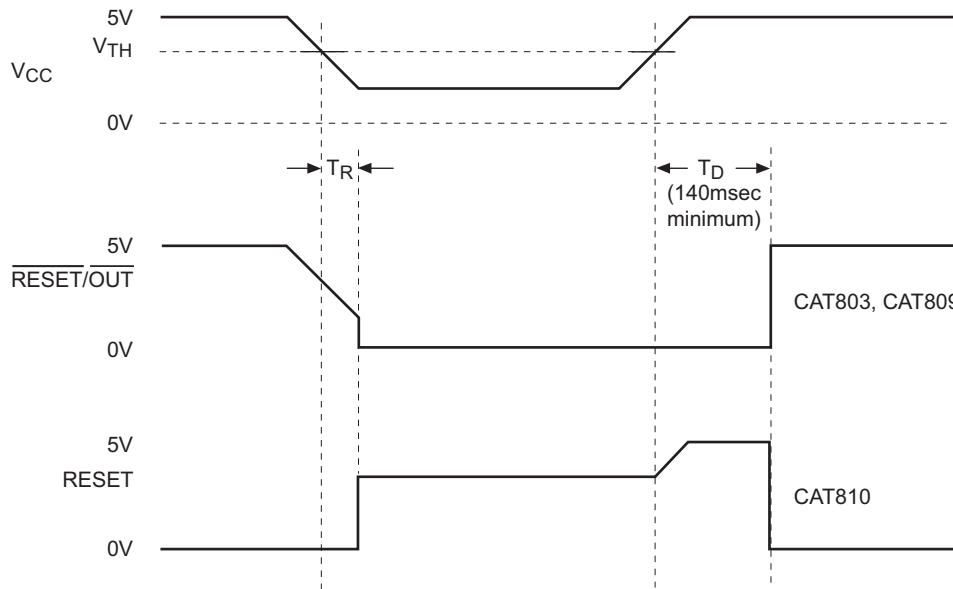 5V
VTH
VCC
0V
TR
TD
(140msec
minimum)
5V
RESET/OUT
CAT803, CAT809
0V
5V
RESET
CAT810
0V